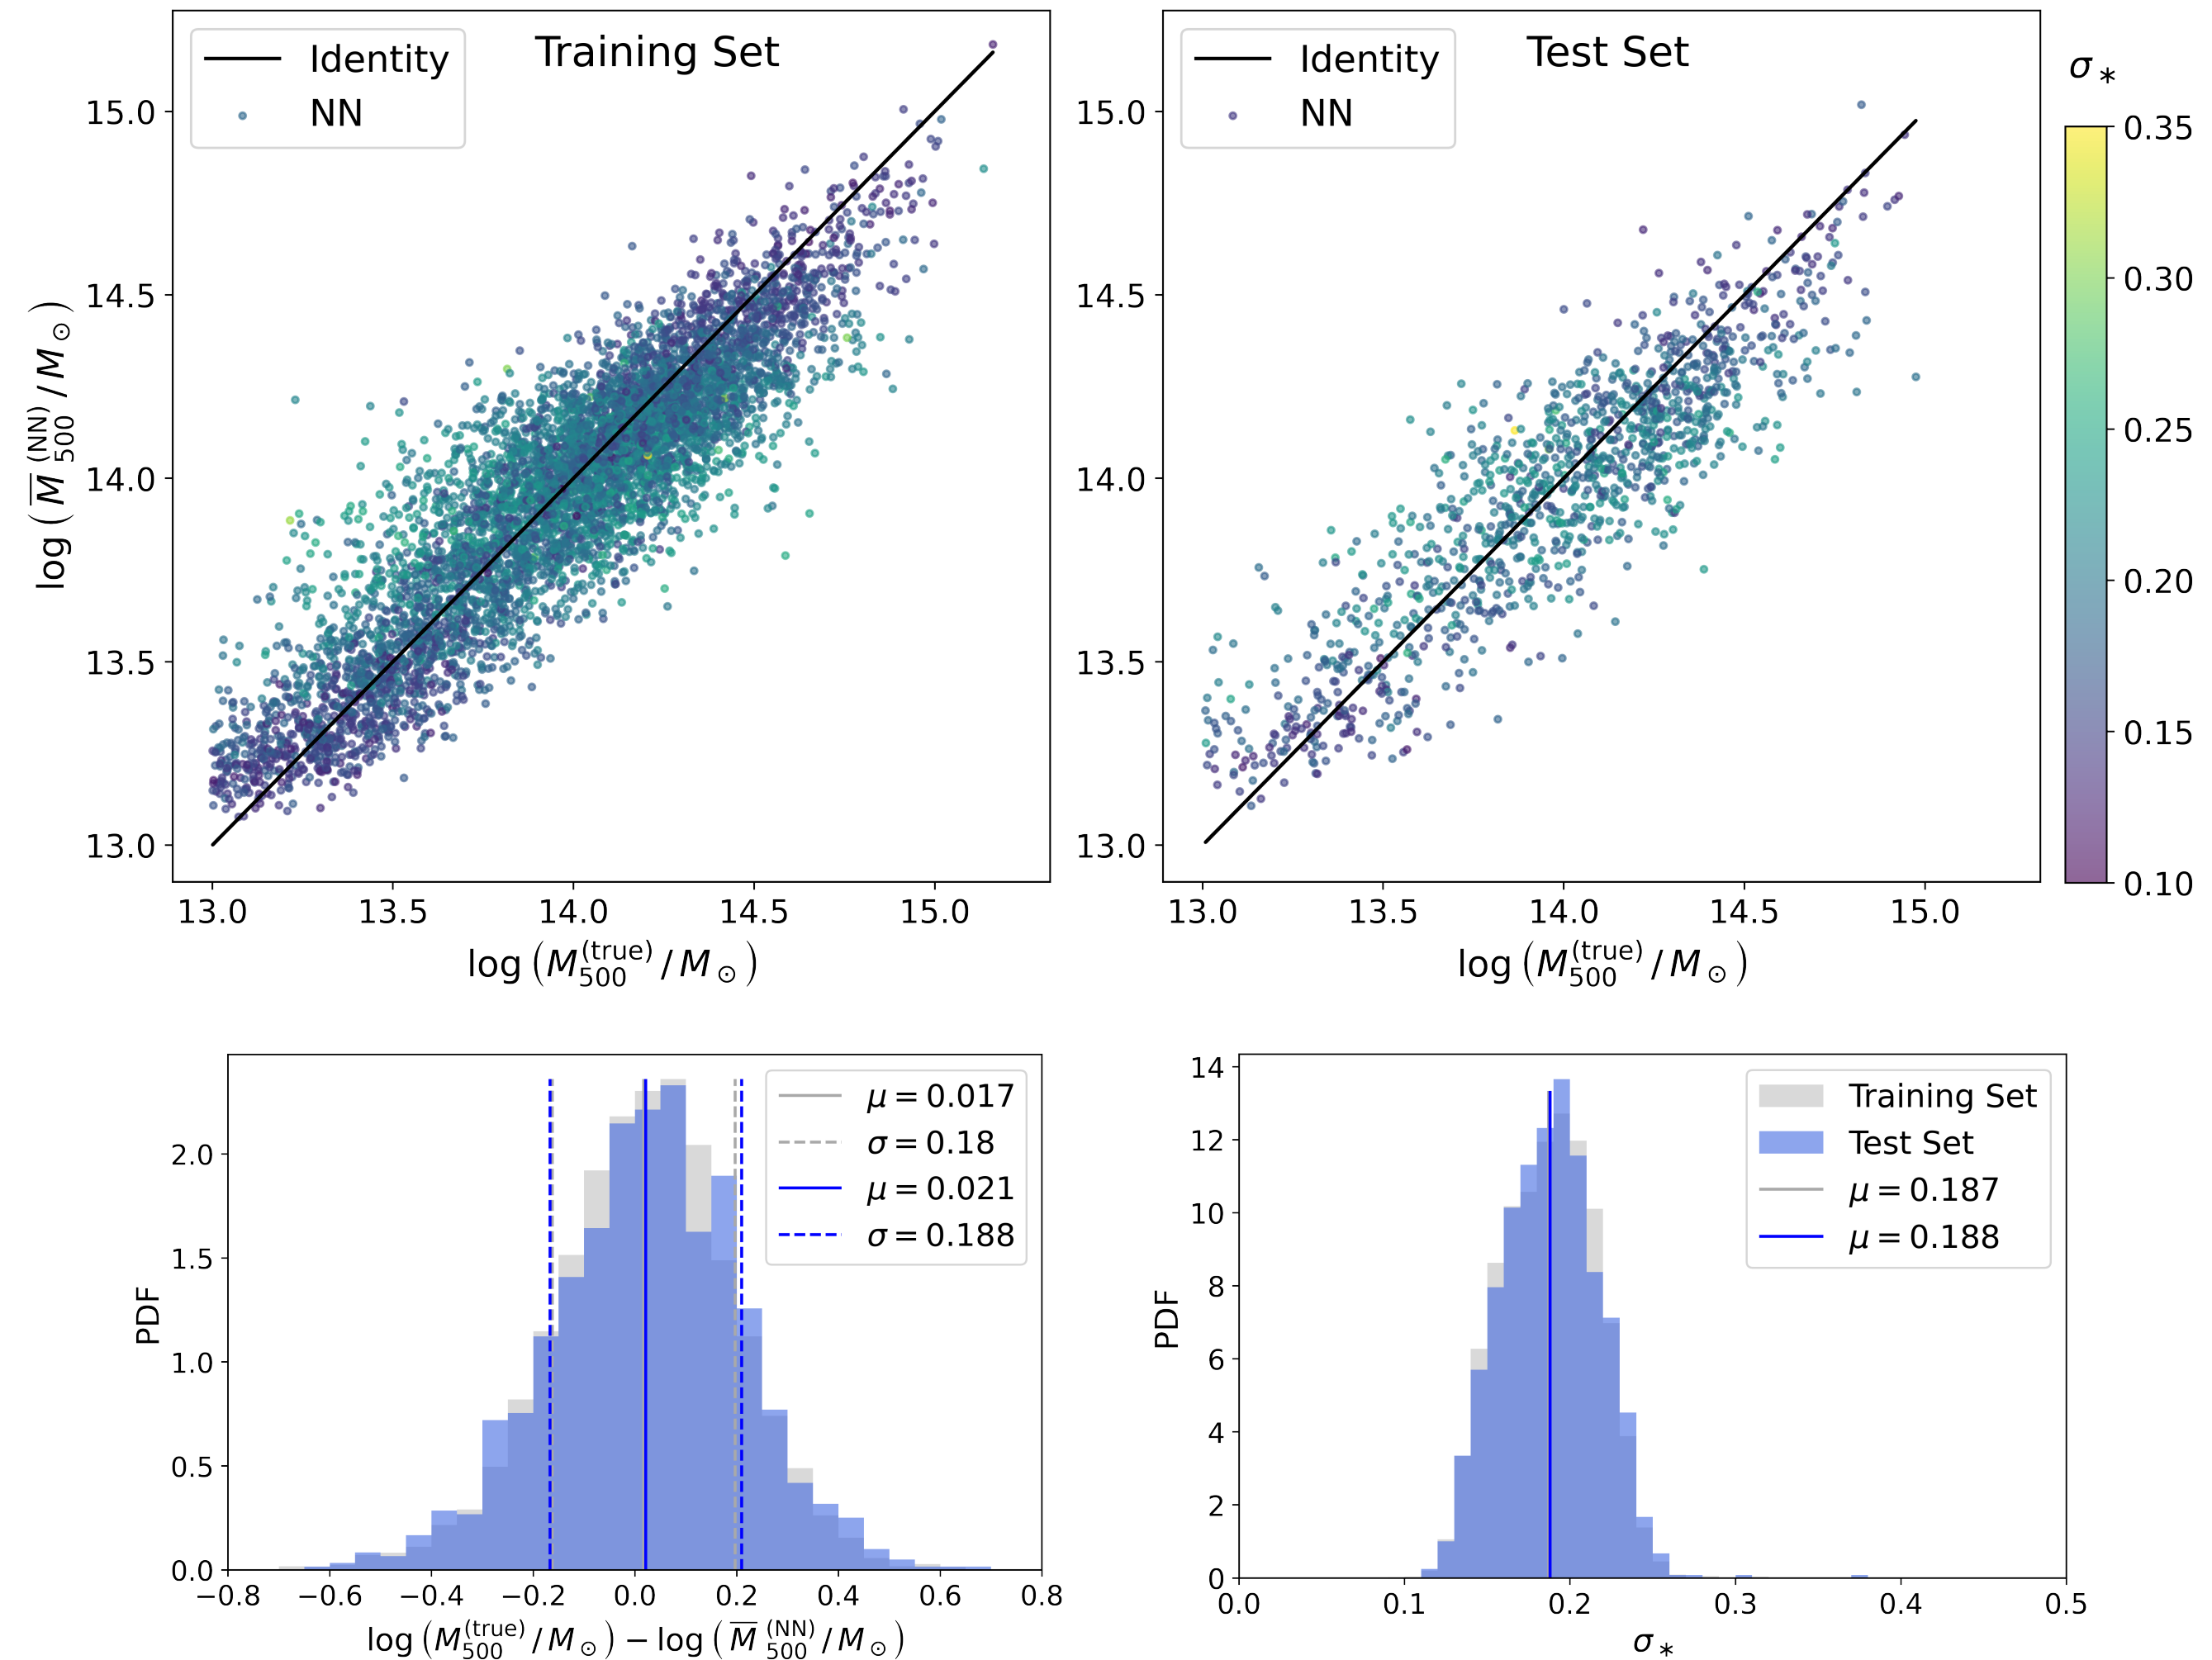 Training Set
Identity
NN
15.0
14.5
14.0
13.5
13.0
log (M̅₅₀₀^(NN) / M⊙)
13.0 13.5 14.0 14.5 15.0
log (M₅₀₀^(true) / M⊙)
Test Set
Identity
NN
15.0
14.5
14.0
13.5
13.0
13.0 13.5 14.0 14.5 15.0
log (M₅₀₀^(true) / M⊙)
σ∗
0.35
0.30
0.25
0.20
0.15
0.10
μ = 0.017
σ = 0.18
μ = 0.021
σ = 0.188
2.0
1.5
1.0
0.5
0.0
PDF
−0.8 −0.6 −0.4 −0.2 0.0 0.2 0.4 0.6 0.8
log (M₅₀₀^(true) / M⊙) − log (M̅₅₀₀^(NN) / M⊙)
Training Set
Test Set
μ = 0.187
μ = 0.188
14
12
10
8
6
4
2
0
PDF
0.0 0.1 0.2 0.3 0.4 0.5
σ∗